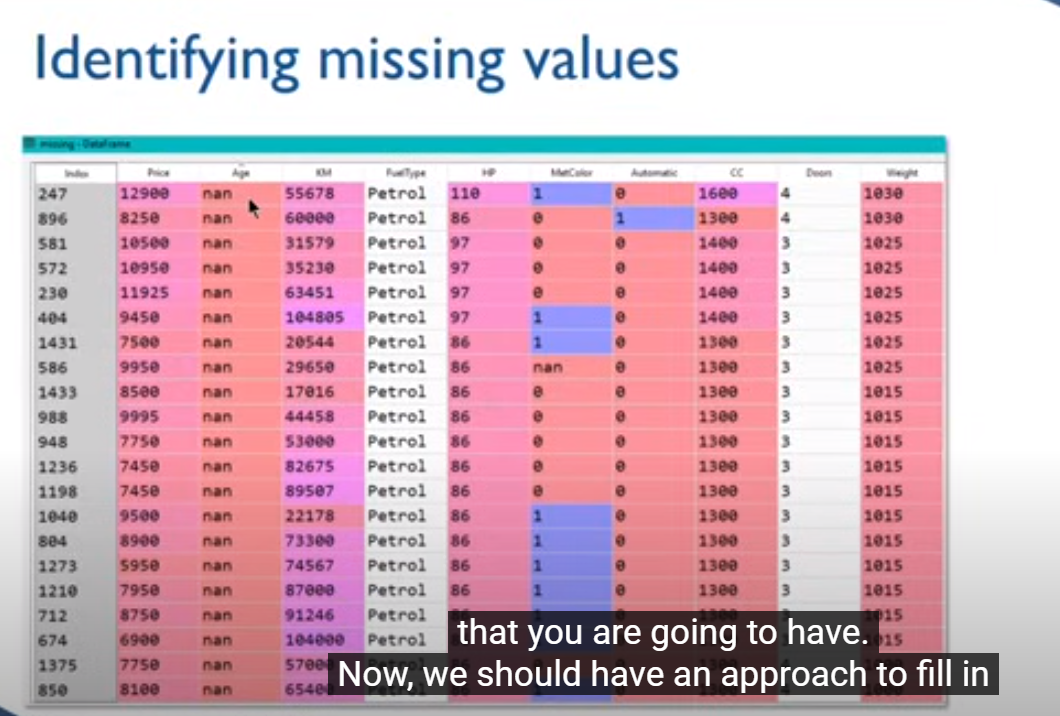 Identifying missing values
missing - DataFrame
Index Price Age KM FuelType HP MetColor Automatic CC Doors Weight
247 12900 nan 55678 Petrol 110 1 0 1600 4 1030
896 8250 nan 60000 Petrol 86 0 1 1300 4 1030
581 10500 nan 31579 Petrol 97 0 0 1400 3 1025
572 10950 nan 35230 Petrol 97 0 0 1400 3 1025
230 11925 nan 63451 Petrol 97 0 0 1400 3 1025
404 9450 nan 104805 Petrol 97 1 0 1400 3 1025
1431 7500 nan 20544 Petrol 86 1 0 1300 3 1025
586 9950 nan 29650 Petrol 86 nan 0 1300 3 1025
1433 8500 nan 17016 Petrol 86 0 0 1300 3 1015
988 9995 nan 44458 Petrol 86 0 0 1300 3 1015
948 7750 nan 53000 Petrol 86 0 0 1300 3 1015
1236 7450 nan 82675 Petrol 86 0 0 1300 3 1015
1198 7450 nan 89507 Petrol 86 0 0 1300 3 1015
1040 9500 nan 22178 Petrol 86 1 0 1300 3 1015
804 8900 nan 73300 Petrol 86 1 0 1300 3 1015
1273 5950 nan 74567 Petrol 86 1 0 1300 3 1015
1210 7950 nan 87000 Petrol 86 1 0 1300 3 1015
712 8750 nan 91246 Petrol
674 6900 nan 104000 Petrol
1375 7750 nan
850 8100 nan
that you are going to have.
Now, we should have an approach to fill in